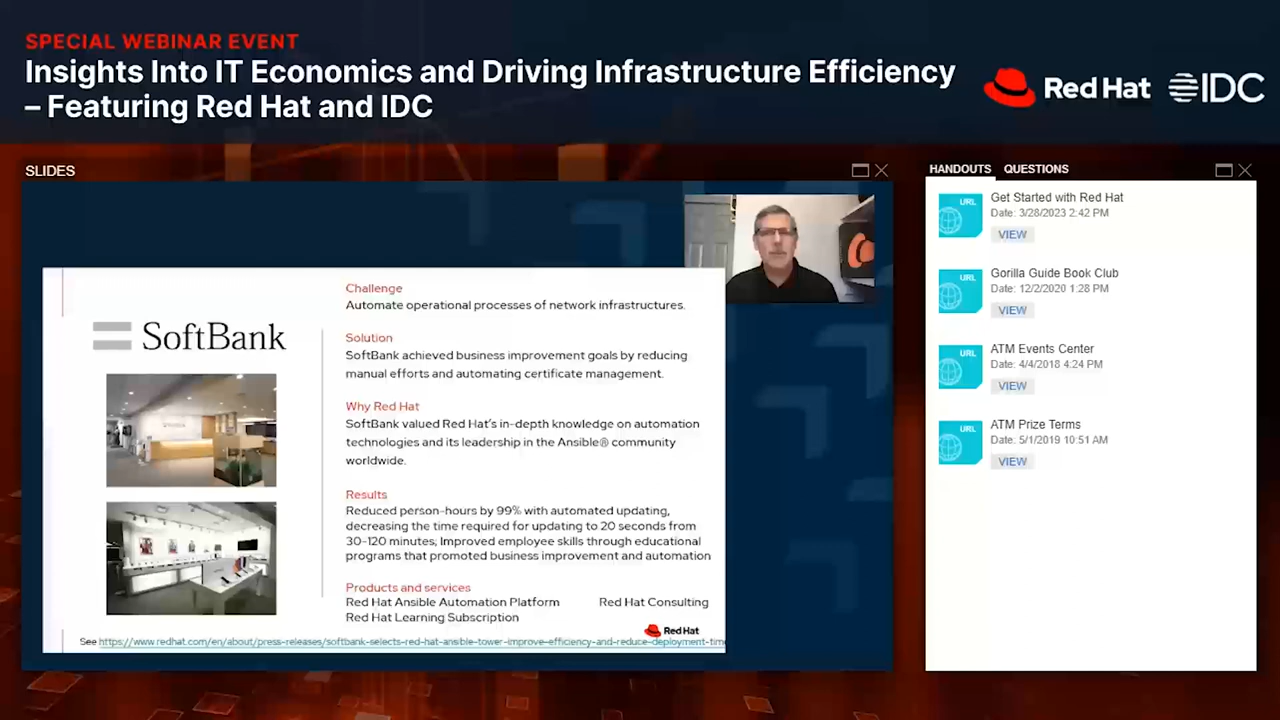 SPECIAL WEBINAR EVENT
Insights Into IT Economics and Driving Infrastructure Efficiency
– Featuring Red Hat and IDC
Red Hat
IDC
SLIDES
SoftBank
Challenge
Automate operational processes of network infrastructures.
Solution
SoftBank achieved business improvement goals by reducing
manual efforts and automating certificate management.
Why Red Hat
SoftBank valued Red Hat's in-depth knowledge on automation
technologies and its leadership in the Ansible® community
worldwide.
Results
Reduced person-hours by 99% with automated updating,
decreasing the time required for updating to 20 seconds from
30-120 minutes; Improved employee skills through educational
programs that promoted business improvement and automation
Products and services
Red Hat Ansible Automation Platform Red Hat Consulting
Red Hat Learning Subscription
Red Hat
See https://www.redhat.com/en/about/press-releases/softbank-selects-red-hat-ansible-tower-improve-efficiency-and-reduce-deployment-time
HANDOUTS QUESTIONS
URL
Get Started with Red Hat
Date: 3/28/2023 2:42 PM
VIEW
URL
Gorilla Guide Book Club
Date: 12/2/2020 1:28 PM
VIEW
URL
ATM Events Center
Date: 4/4/2018 4:24 PM
VIEW
URL
ATM Prize Terms
Date: 5/1/2019 10:51 AM
VIEW